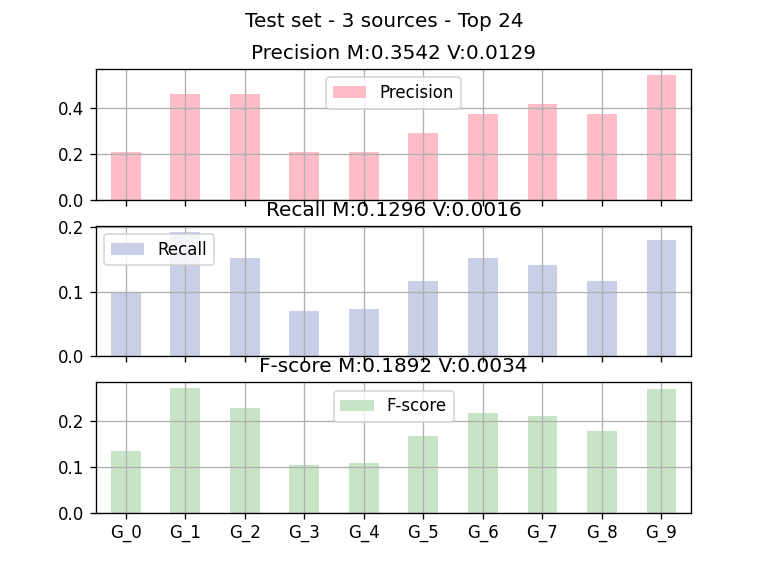 Test set - 3 sources - Top 24
Precision M:0.3542 V:0.0129
Precision
0.4
0.2
0.0
Recall M:0.1296 V:0.0016
Recall
0.2
0.1
0.0
F-score M:0.1892 V:0.0034
F-score
0.2
0.1
0.0
G_0 G_1 G_2 G_3 G_4 G_5 G_6 G_7 G_8 G_9